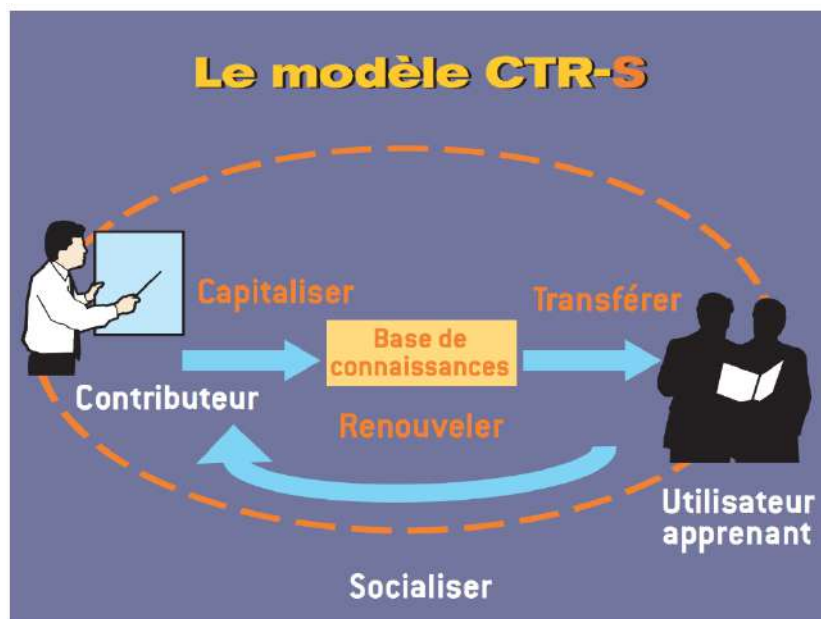 Le modèle CTR-S
Capitaliser
Transférer
Base de
connaissances
Contributeur
Renouveler
Utilisateur
apprenant
Socialiser